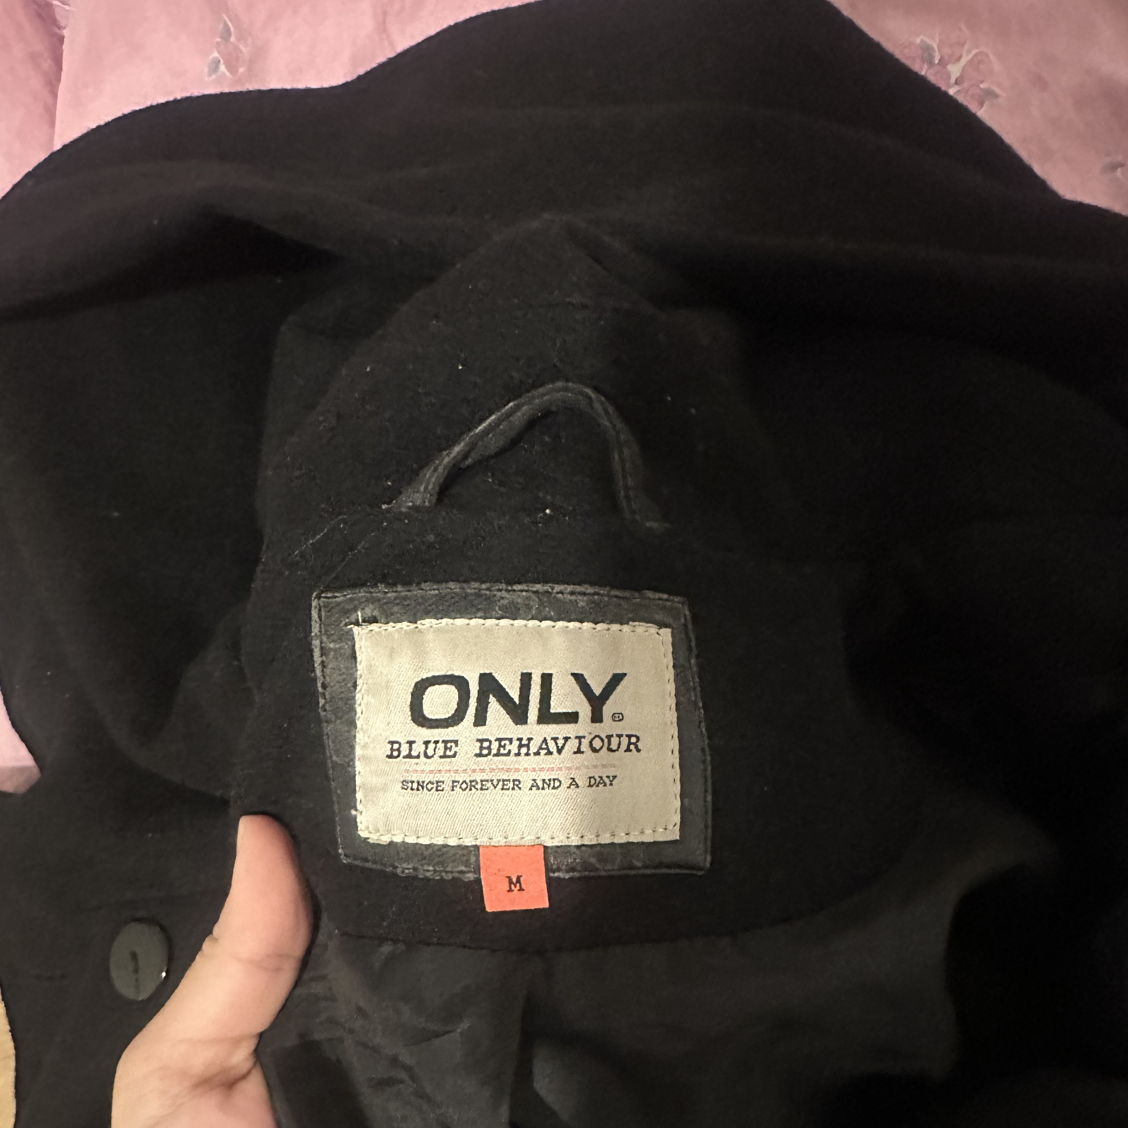 ONLY®
BLUE BEHAVIOUR
SINCE FOREVER AND A DAY
M